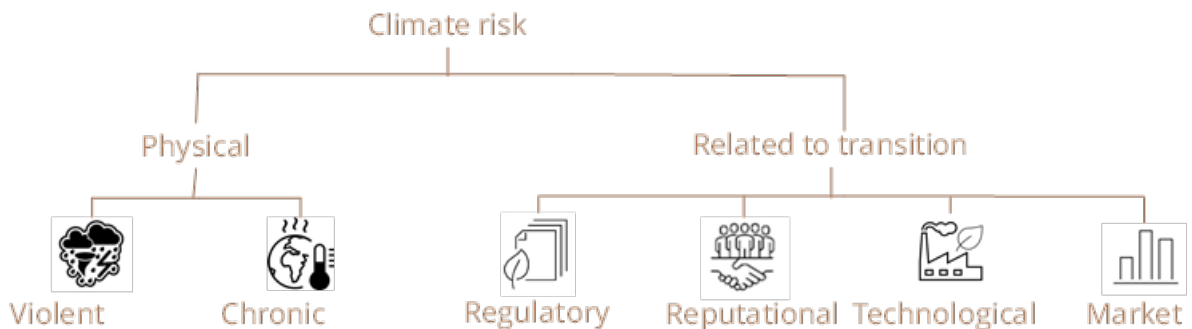 Climate risk
Physical
Related to transition
Violent
Chronic
Regulatory
Reputational
Technological
Market